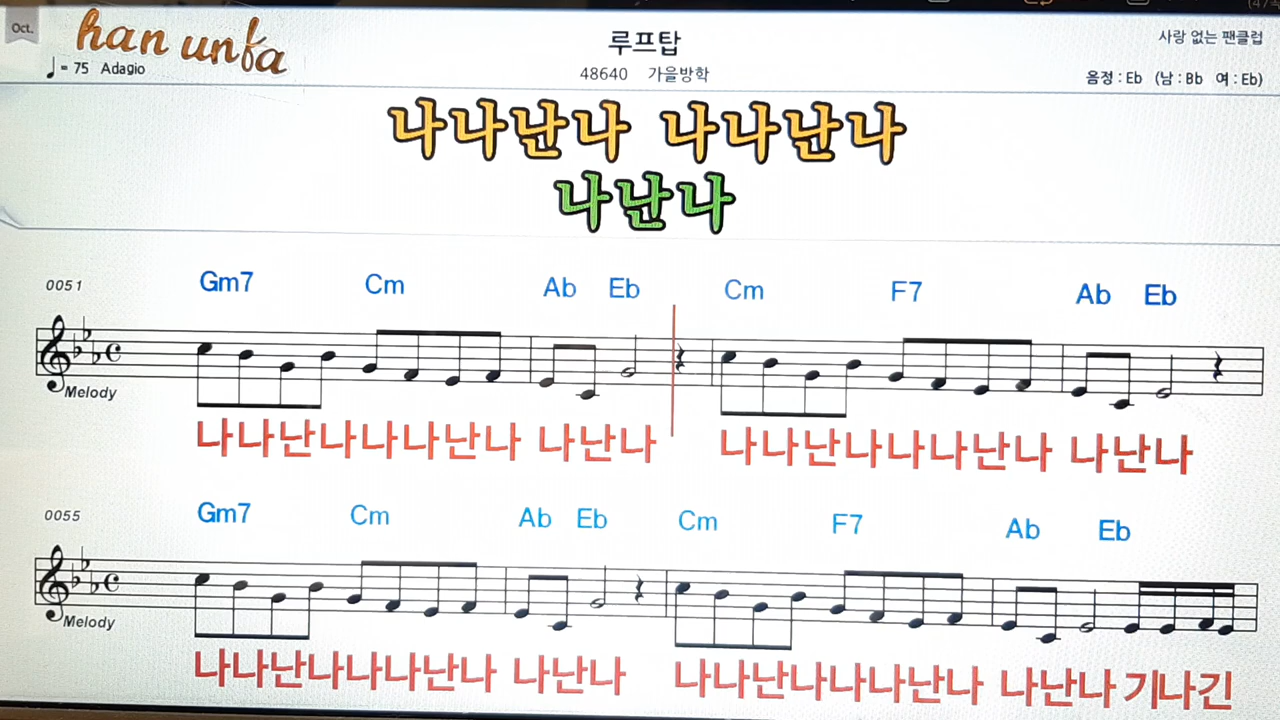 Oct.
han unfa
루프탑
사랑 없는 팬클럽
♩= 75 Adagio
48640 가을방학
음정 : Eb (남 : Bb 여 : Eb)
나나난나 나나난나
나난나
0051
Gm7 Cm Ab Eb Cm F7 Ab Eb
Melody
나나난나나나난나 나난나 나나난나나나난나 나난나
0055
Gm7 Cm Ab Eb Cm F7 Ab Eb
Melody
나나난나나나난나 나난나 나나난나나나난나 나난나 기나긴